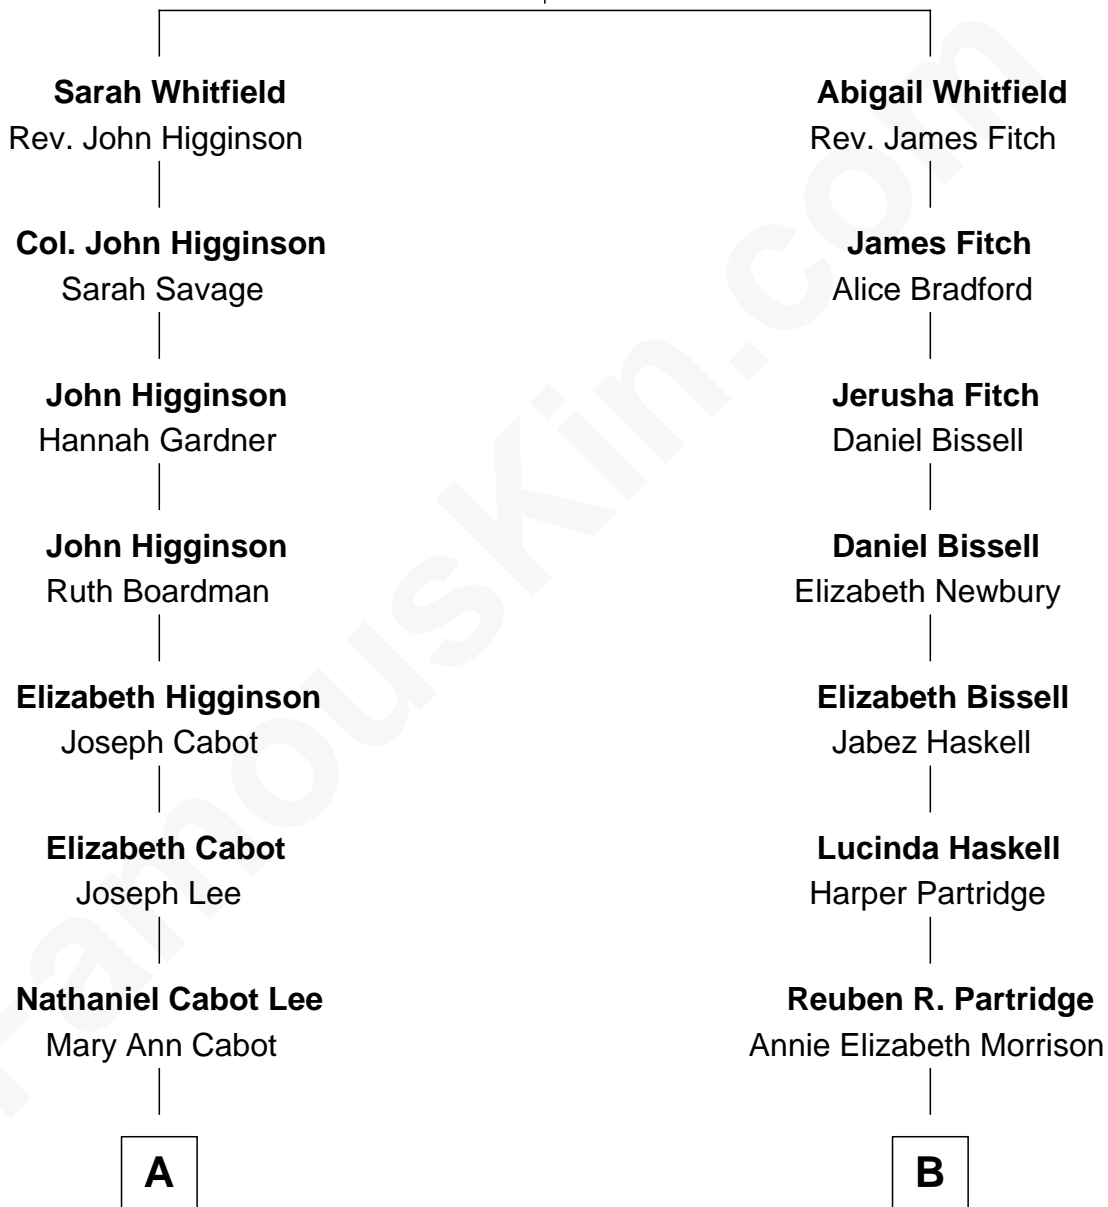 Sarah Whitfield
Rev. John Higginson
Col. John Higginson
Sarah Savage
John Higginson
Hannah Gardner
John Higginson
Ruth Boardman
Elizabeth Higginson
Joseph Cabot
Elizabeth Cabot
Joseph Lee
Nathaniel Cabot Lee
Mary Ann Cabot
A
Abigail Whitfield
Rev. James Fitch
James Fitch
Alice Bradford
Jerusha Fitch
Daniel Bissell
Daniel Bissell
Elizabeth Newbury
Elizabeth Bissell
Jabez Haskell
Lucinda Haskell
Harper Partridge
Reuben R. Partridge
Annie Elizabeth Morrison
B
FamousKin.com